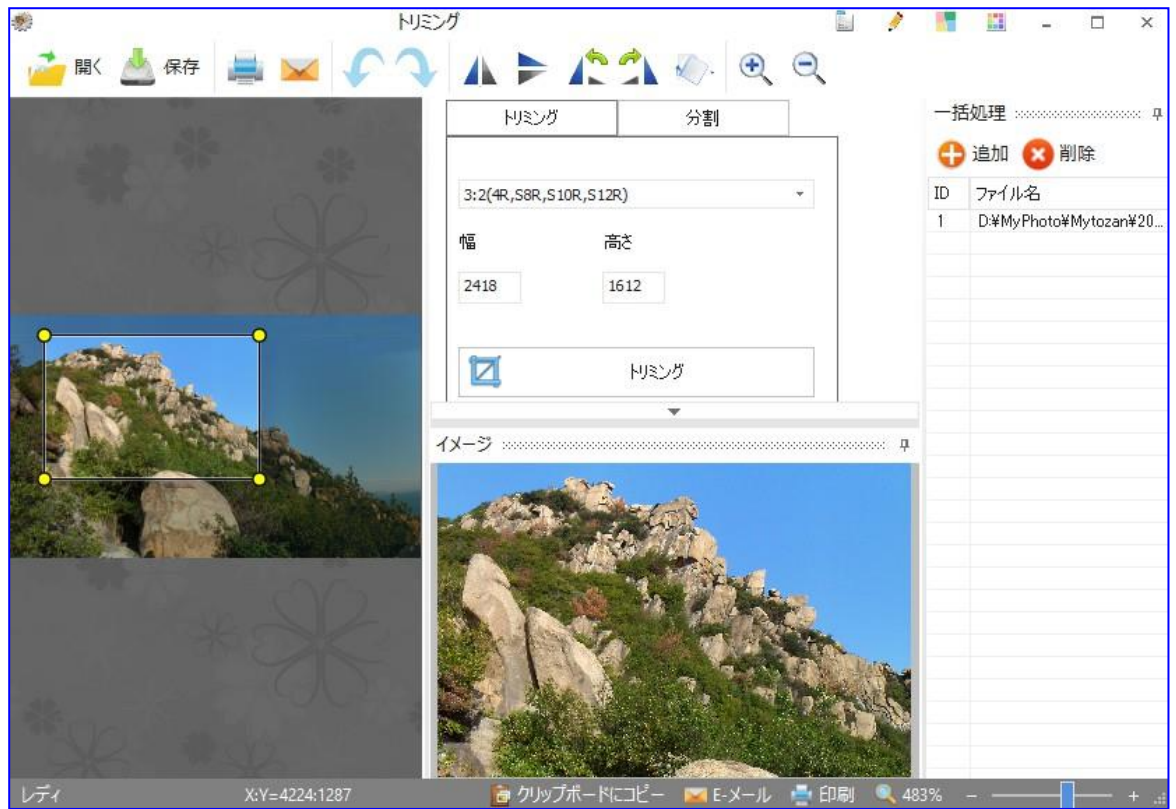 トリミング
開く 保存
トリミング 分割
3:2(4R,S8R,S10R,S12R)
幅 高さ
2418 1612
トリミング
イメージ
一括処理
追加 削除
ID ファイル名
1 D:¥MyPhoto¥Mytozan¥20...
レディ X:Y=4224:1287 クリップボードにコピー E-メール 印刷 483%